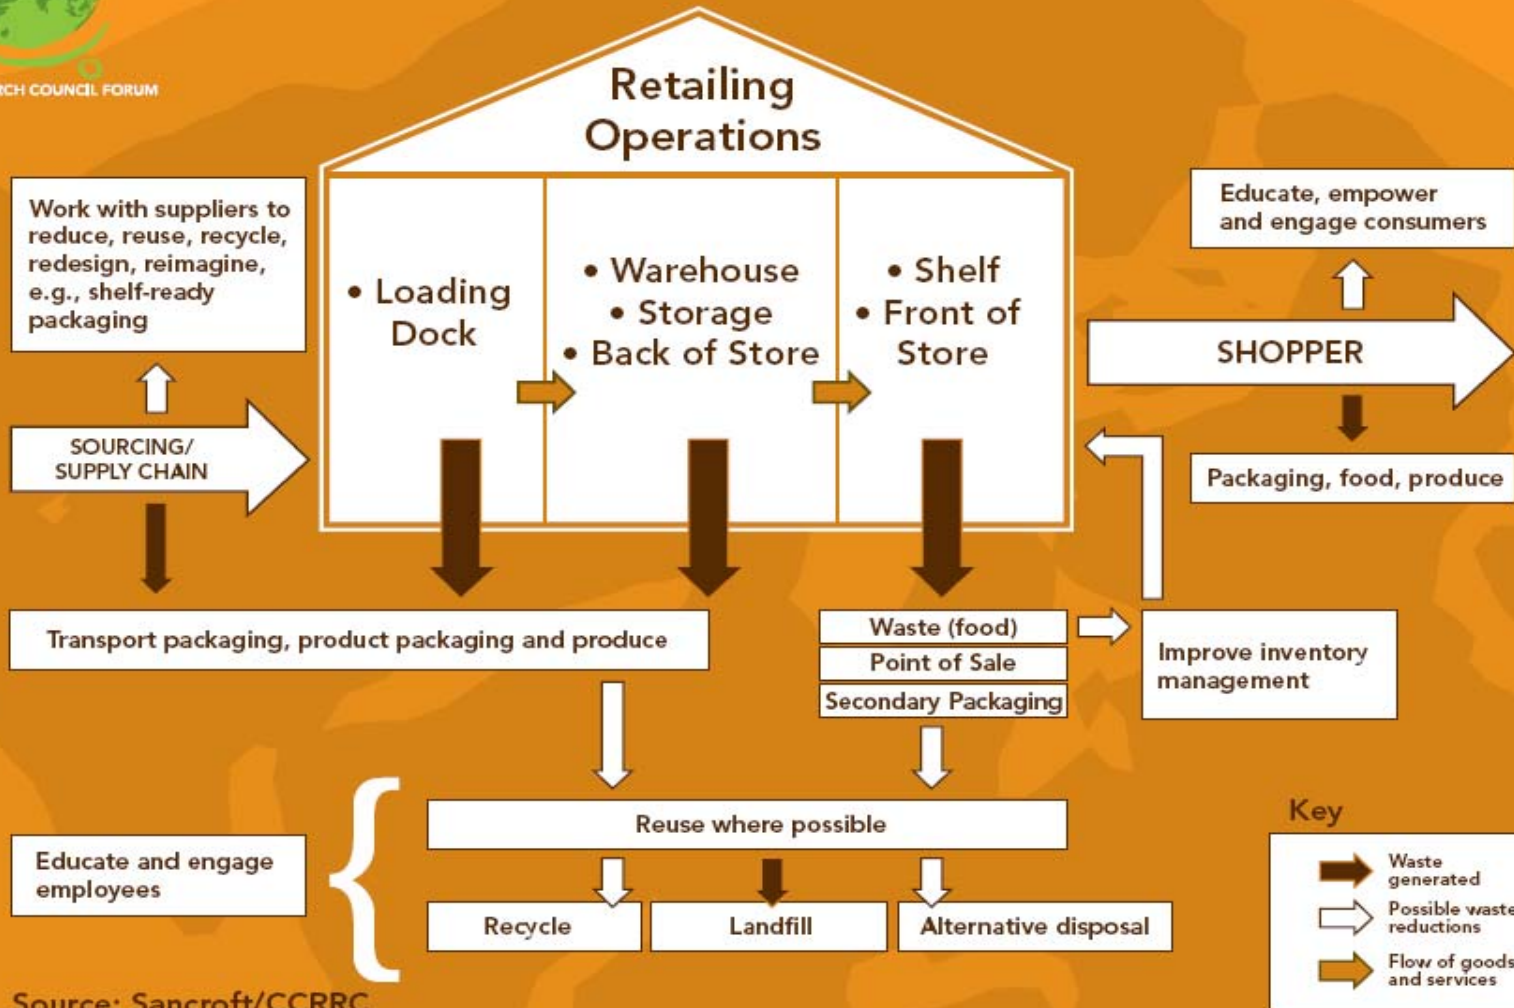 RCH COUNCIL FORUM
Retailing
Operations
Work with suppliers to
reduce, reuse, recycle,
redesign, reimagine,
e.g., shelf-ready
packaging
• Loading
Dock
• Warehouse
• Storage
• Back of Store
• Shelf
• Front of
Store
Educate, empower
and engage consumers
SHOPPER
SOURCING/
SUPPLY CHAIN
Packaging, food, produce
Transport packaging, product packaging and produce
Waste (food)
Point of Sale
Secondary Packaging
Improve inventory
management
Reuse where possible
Educate and engage
employees
Recycle
Landfill
Alternative disposal
Key
Waste
generated
Possible waste
reductions
Flow of goods
and services
Source: Sancroft/CCRRC